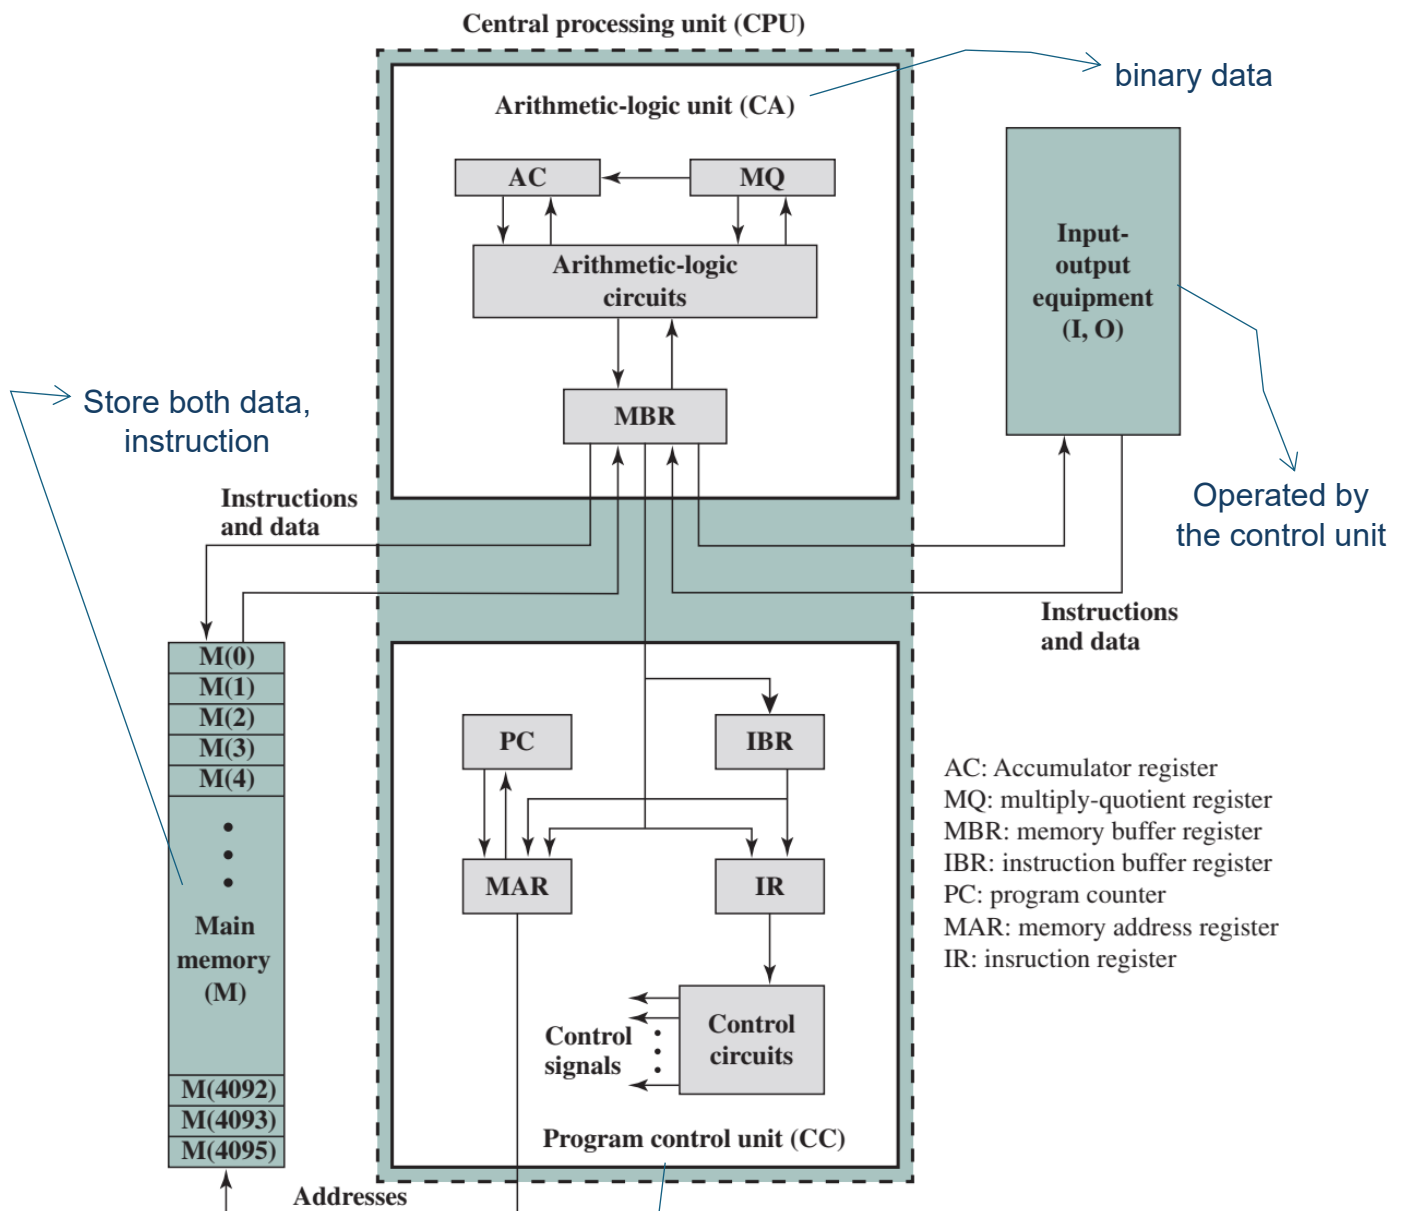 Central processing unit (CPU)
Arithmetic-logic unit (CA)
binary data
AC
MQ
Arithmetic-logic
circuits
Input-
output
equipment
(I, O)
MBR
Store both data,
instruction
Instructions
and data
Operated by
the control unit
Instructions
and data
M(0)
M(1)
M(2)
M(3)
M(4)
Main
memory
(M)
M(4092)
M(4093)
M(4095)
PC
IBR
MAR
IR
Control
signals
Control
circuits
Program control unit (CC)
Addresses
AC: Accumulator register
MQ: multiply-quotient register
MBR: memory buffer register
IBR: instruction buffer register
PC: program counter
MAR: memory address register
IR: insruction register